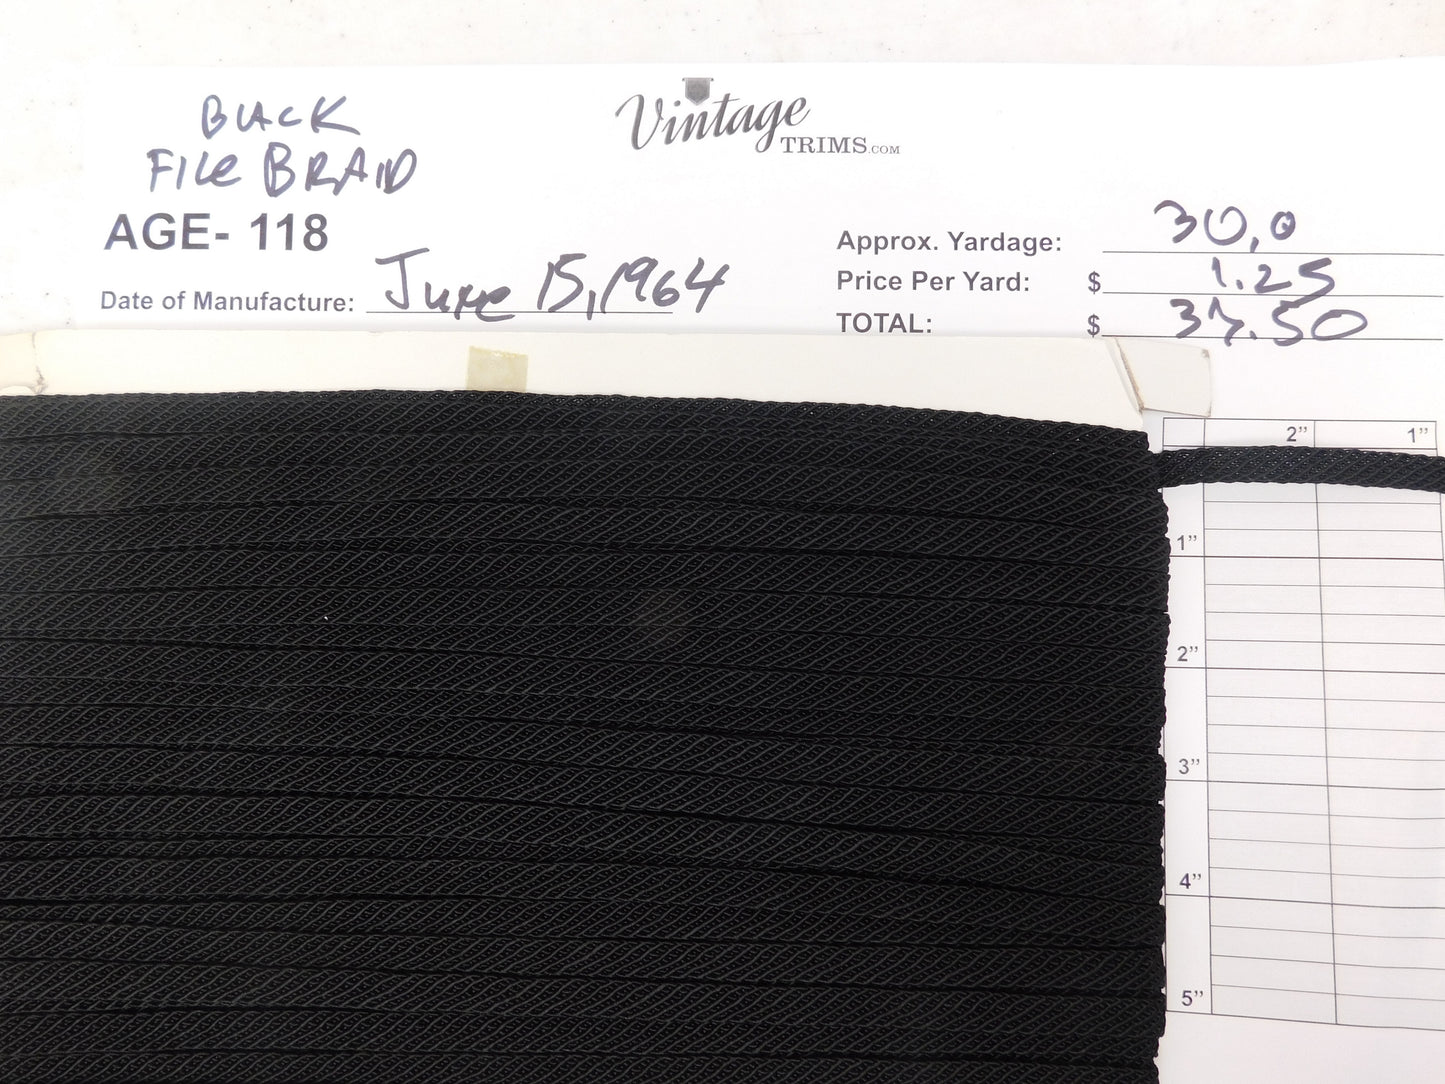 BLACK
FILE BRAID
AGE- 118
Date of Manufacture: June 15, 1964
Vintage
TRIMS.COM
Approx. Yardage: 30.0
Price Per Yard: $ 1.25
TOTAL: $ 37.50
2" 1"
1"
2"
3"
4"
5"